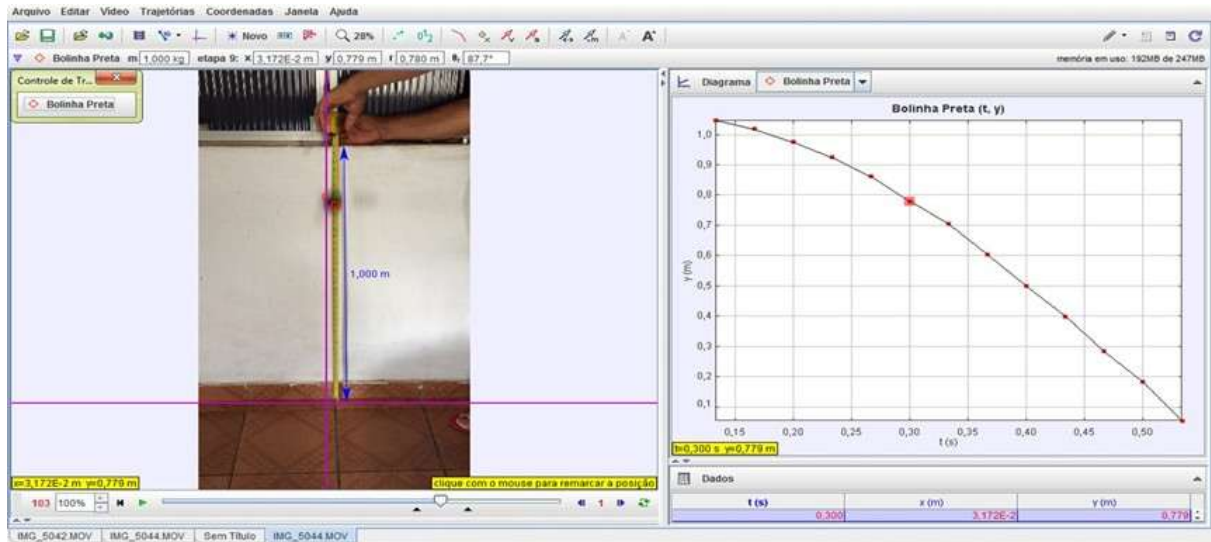 Arquivo Editar Vídeo Trajetórias Coordenadas Janela Ajuda
Novo 28%
Bolinha Preta m 1,000 kg etapa 9: x 3,172E-2 m y 0,779 m r 0,780 m θr 87,7° memória em uso: 192MB de 247MB
Controle de Tr...
Bolinha Preta
1,000 m
x=3,172E-2 m y=0,779 m
clique com o mouse para remarcar a posição
103 100% 1
Diagrama Bolinha Preta
Bolinha Preta (t, y)
1,0
0,9
0,8
0,7
0,6
0,5
0,4
0,3
0,2
0,1
y (m)
0,15 0,20 0,25 0,30 0,35 0,40 0,45 0,50
t (s)
t=0,300 s y=0,779 m
Dados
t (s) x (m) y (m)
0,300 3,172E-2 0,779
IMG_5042.MOV IMG_5044.MOV Sem Título IMG_5044.MOV